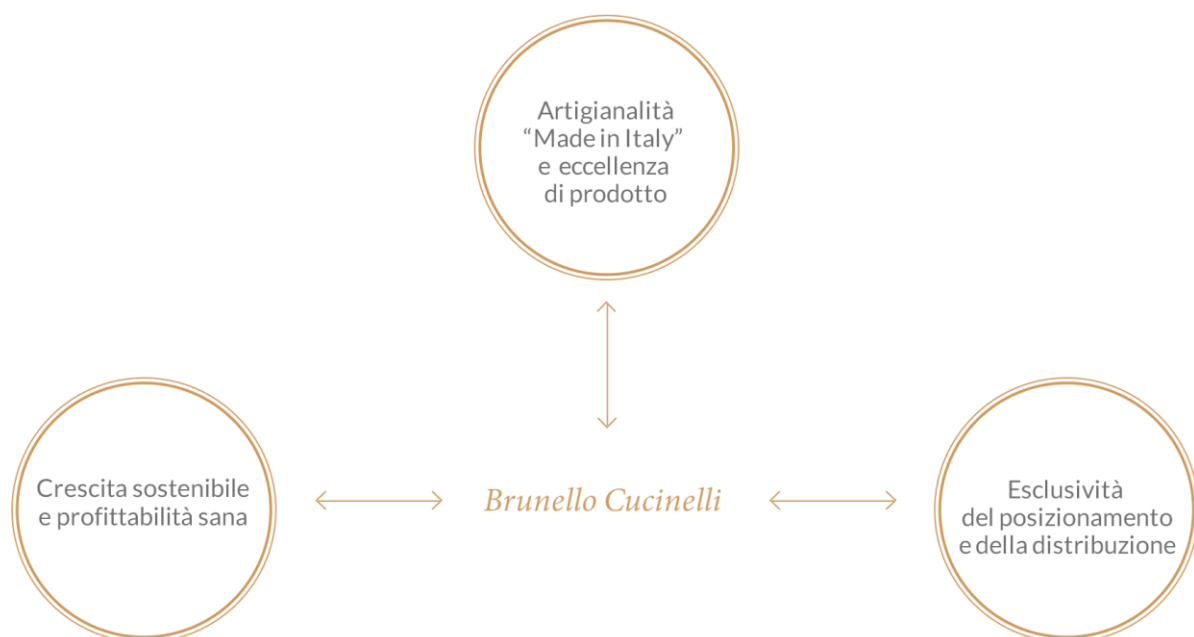 Artigianalità
“Made in Italy”
e eccellenza
di prodotto
Crescita sostenibile
e profittabilità sana
Brunello Cucinelli
Esclusività
del posizionamento
e della distribuzione